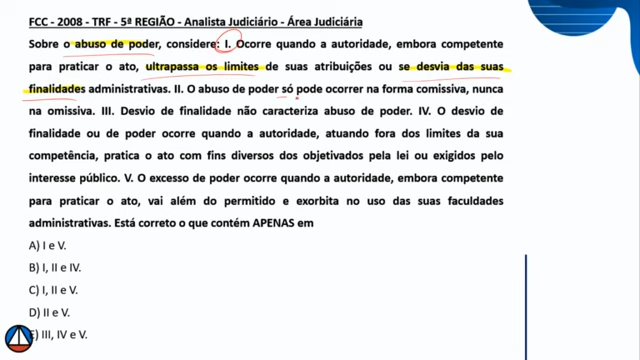 FCC - 2008 - TRF - 5ª REGIÃO - Analista Judiciário - Área Judiciária
Sobre o abuso de poder, considere: I. Ocorre quando a autoridade, embora competente
para praticar o ato, ultrapassa os limites de suas atribuições ou se desvia das suas
finalidades administrativas. II. O abuso de poder só pode ocorrer na forma comissiva, nunca
na omissiva. III. Desvio de finalidade não caracteriza abuso de poder. IV. O desvio de
finalidade ou de poder ocorre quando a autoridade, atuando fora dos limites da sua
competência, pratica o ato com fins diversos dos objetivados pela lei ou exigidos pelo
interesse público. V. O excesso de poder ocorre quando a autoridade, embora competente
para praticar o ato, vai além do permitido e exorbita no uso das suas faculdades
administrativas. Está correto o que contém APENAS em
A) I e V.
B) I, II e IV.
C) I, II e V.
D) II e V.
E) III, IV e V.